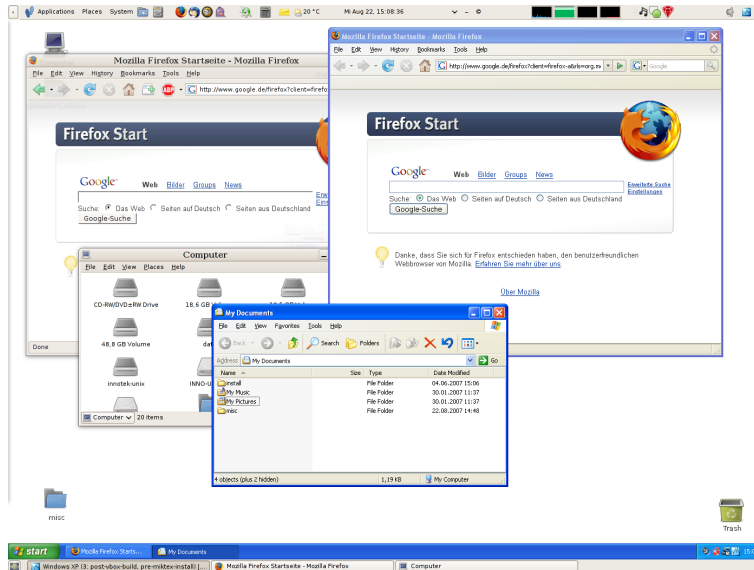 Applications Places System 20 °C Mi Aug 22, 15:08:36
Mozilla Firefox Startseite - Mozilla Firefox
File Edit View History Bookmarks Tools Help
ABP G http://www.google.de/firefox?client=firefo
Firefox Start
Google
Web Bilder Groups News
Suche: Das Web Seiten auf Deutsch Seiten aus Deutschland
Google-Suche
Done
Mozilla Firefox Startseite - Mozilla Firefox
File Edit View History Bookmarks Tools Help
G http://www.google.de/firefox?client=firefox-a&rls=org.m G Google
Firefox Start
Google
Web Bilder Groups News
Erweiterte Suche
Einstellungen
Suche: Das Web Seiten auf Deutsch Seiten aus Deutschland
Google-Suche
Danke, dass Sie sich für Firefox entschieden haben, den benutzerfreundlichen
Webbrowser von Mozilla. Erfahren Sie mehr über uns.
Über Mozilla
Computer
File Edit View Places Help
CD-RW/DVD±RW Drive 18,6 GB
48,8 GB Volume
innotek-unix INNO-U
Computer 20 items
My Documents
File Edit View Favorites Tools Help
Back Search Folders
Address My Documents Go
Name Size Type Date Modified
install File Folder 04.06.2007 15:06
My Music File Folder 30.01.2007 11:37
My Pictures File Folder 30.01.2007 11:37
misc File Folder 22.08.2007 14:48
4 objects (plus 2 hidden) 1,19 KB My Computer
misc
Trash
start Mozilla Firefox Starts... My Documents
Windows XP (3: post-vbox-build, pre-miktex-install) [... Mozilla Firefox Startseite - Mozilla Firefox Computer